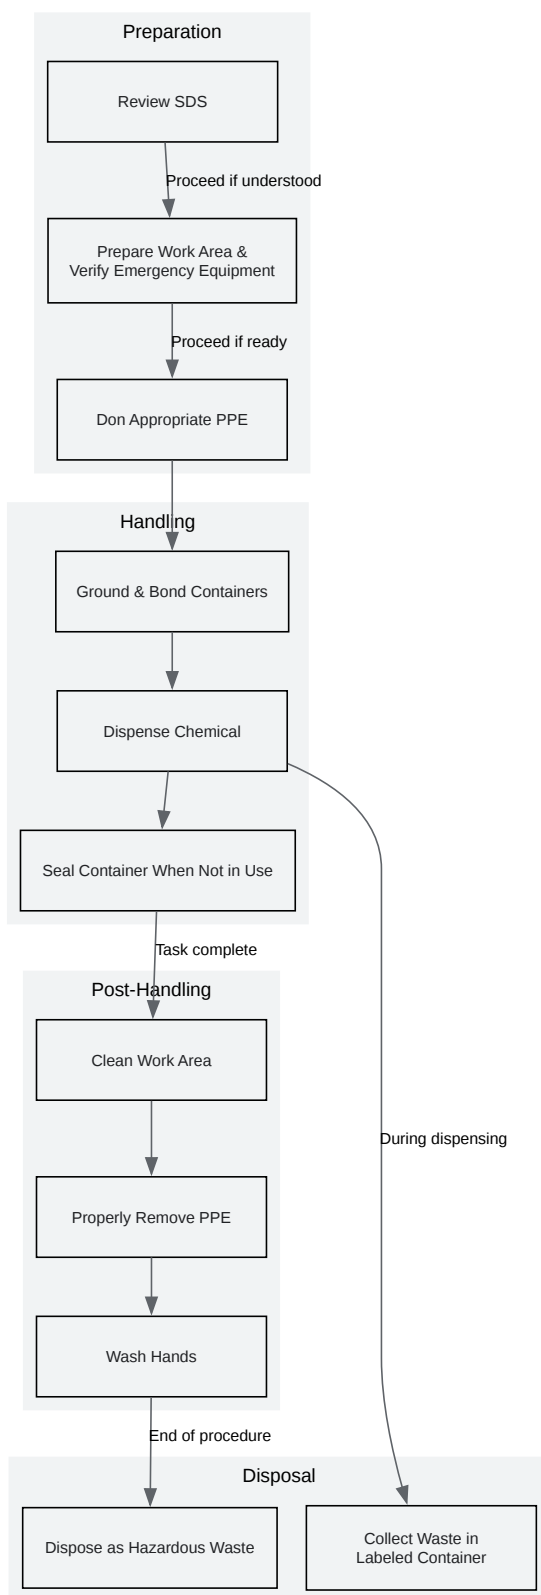 Preparation
Review SDS
Proceed if understood
Prepare Work Area &
Verify Emergency Equipment
Proceed if ready
Don Appropriate PPE
Handling
Ground & Bond Containers
Dispense Chemical
Seal Container When Not in Use
Task complete
Post-Handling
Clean Work Area
During dispensing
Properly Remove PPE
Wash Hands
End of procedure
Disposal
Dispose as Hazardous Waste
Collect Waste in
Labeled Container